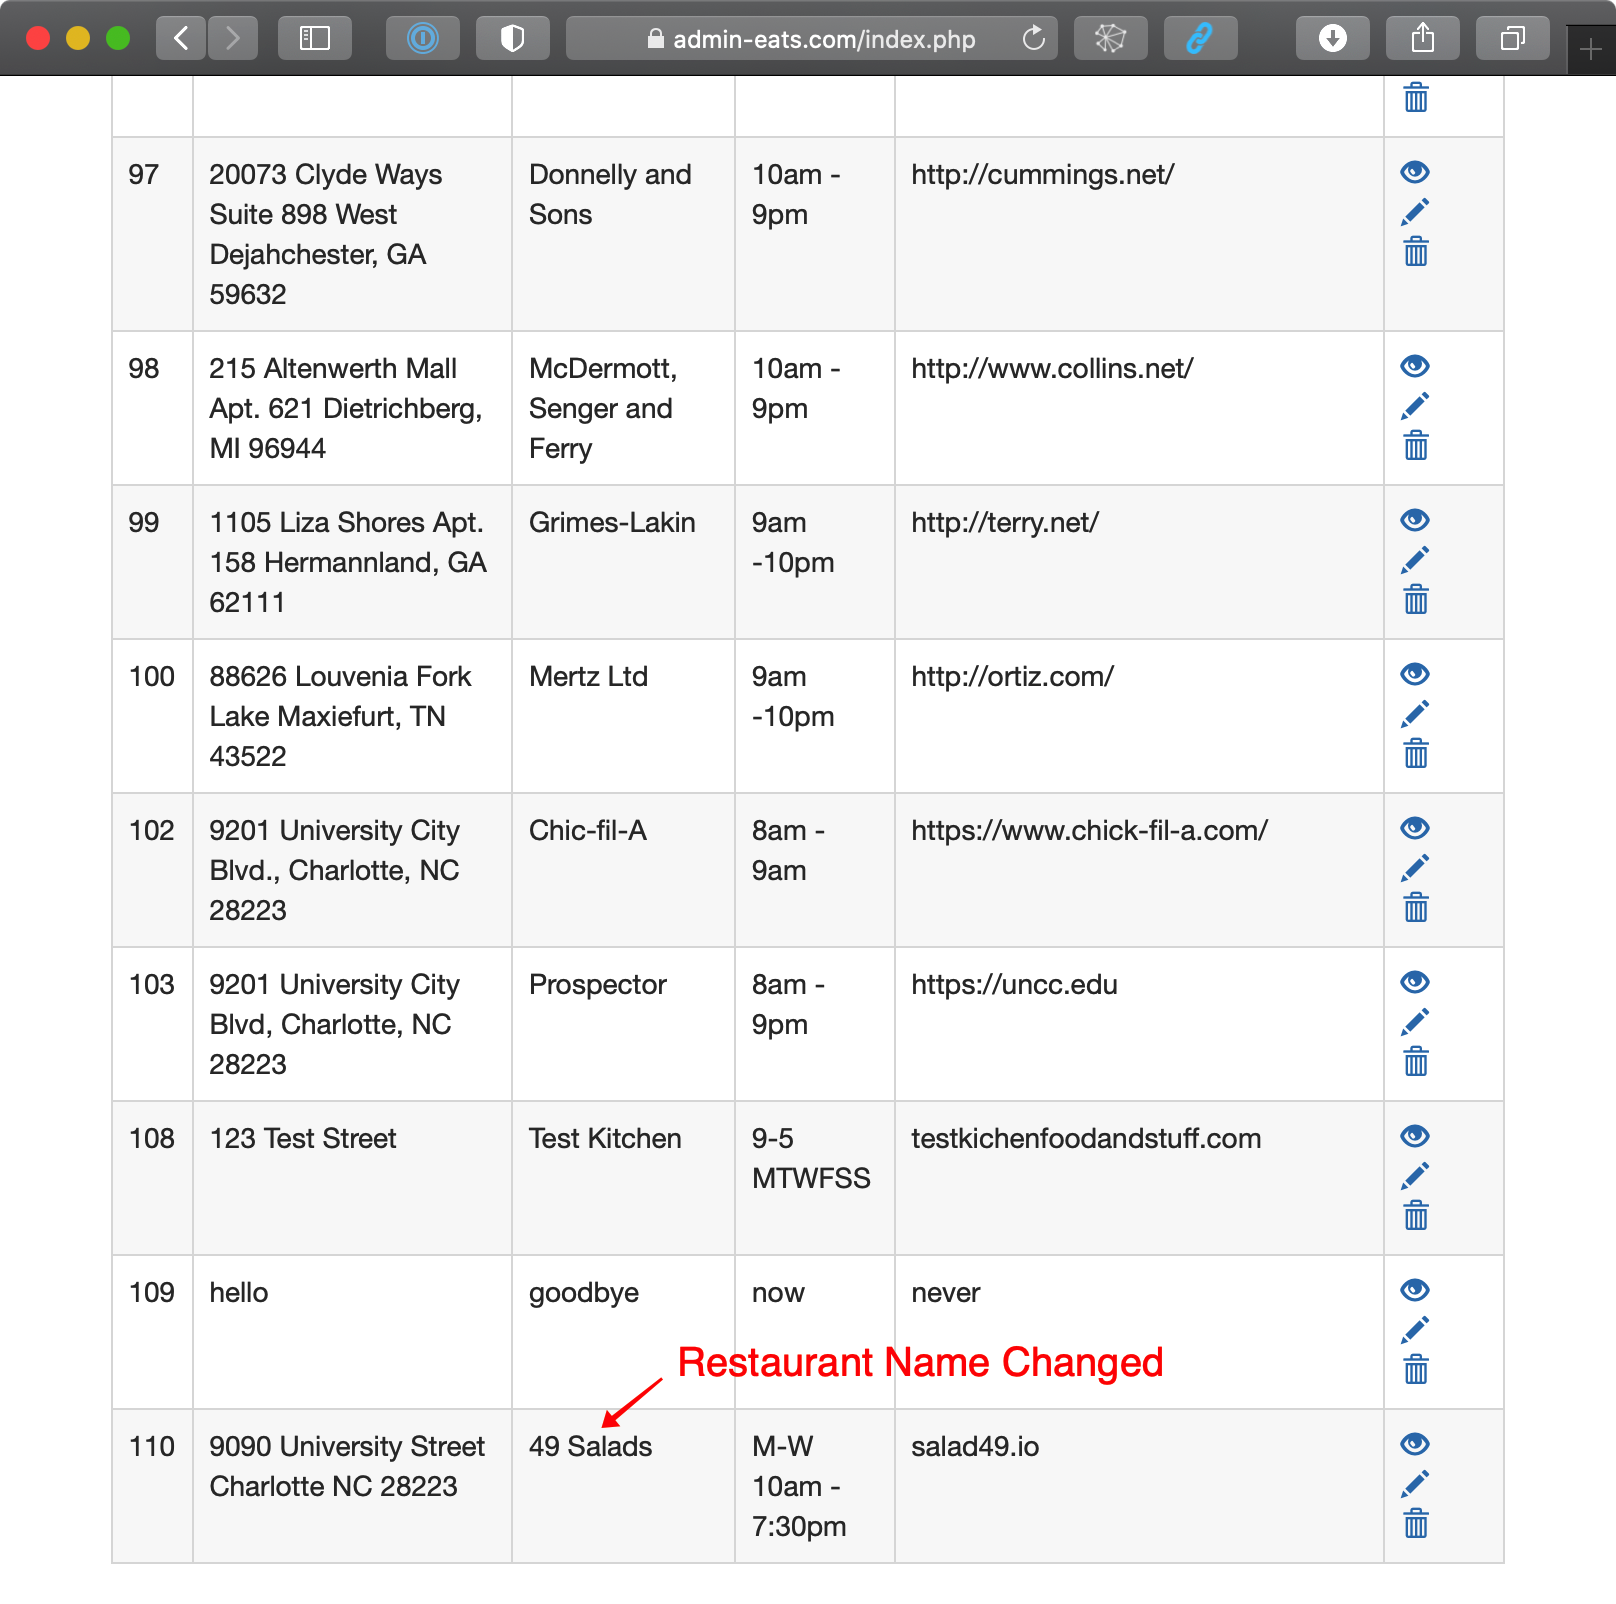 admin-eats.com/index.php
97 20073 Clyde Ways Donnelly and 10am - http://cummings.net/
Suite 898 West Sons 9pm
Dejahchester, GA
59632
98 215 Altenwerth Mall McDermott, 10am - http://www.collins.net/
Apt. 621 Dietrichberg, Senger and 9pm
MI 96944 Ferry
99 1105 Liza Shores Apt. Grimes-Lakin 9am http://terry.net/
158 Hermannland, GA -10pm
62111
100 88626 Louvenia Fork Mertz Ltd 9am http://ortiz.com/
Lake Maxiefurt, TN -10pm
43522
102 9201 University City Chic-fil-A 8am - https://www.chick-fil-a.com/
Blvd., Charlotte, NC 9am
28223
103 9201 University City Prospector 8am - https://uncc.edu
Blvd, Charlotte, NC 9pm
28223
108 123 Test Street Test Kitchen 9-5 testkichenfoodandstuff.com
MTWFSS
109 hello goodbye now never
Restaurant Name Changed
110 9090 University Street 49 Salads M-W salad49.io
Charlotte NC 28223 10am -
7:30pm